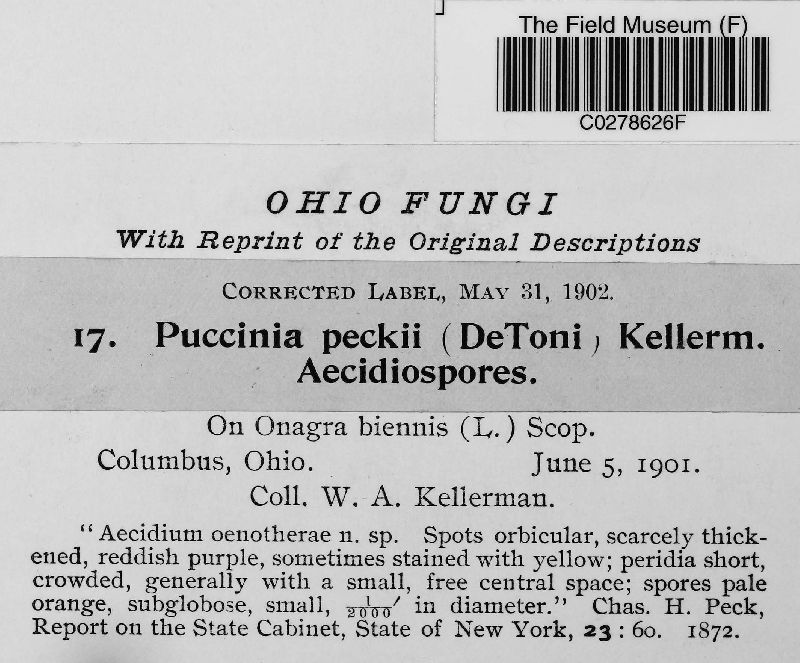 The Field Museum (F)
C0278626F
OHIO FUNGI
With Reprint of the Original Descriptions
Corrected Label, May 31, 1902.
17. Puccinia peckii (DeToni) Kellerm.
Aecidiospores.
On Onagra biennis (L.) Scop.
Columbus, Ohio. June 5, 1901.
Coll. W. A. Kellerman.
"Aecidium oenotherae n. sp. Spots orbicular, scarcely thick-
ened, reddish purple, sometimes stained with yellow; peridia short,
crowded, generally with a small, free central space; spores pale
orange, subglobose, small, 1/2000′ in diameter." Chas. H. Peck,
Report on the State Cabinet, State of New York, 23 : 60. 1872.